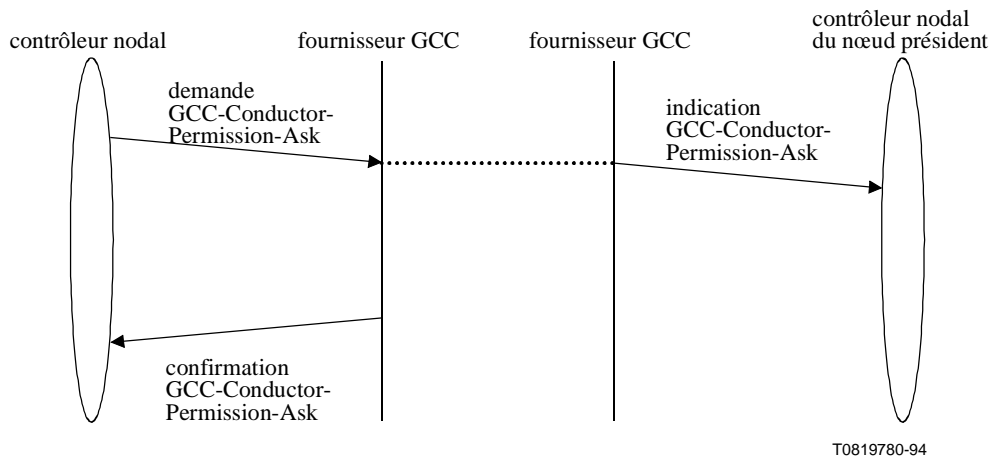 contrôleur nodal
fournisseur GCC
fournisseur GCC
contrôleur nodal
du nœud président
demande
GCC-Conductor-
Permission-Ask
indication
GCC-Conductor-
Permission-Ask
confirmation
GCC-Conductor-
Permission-Ask
T0819780-94